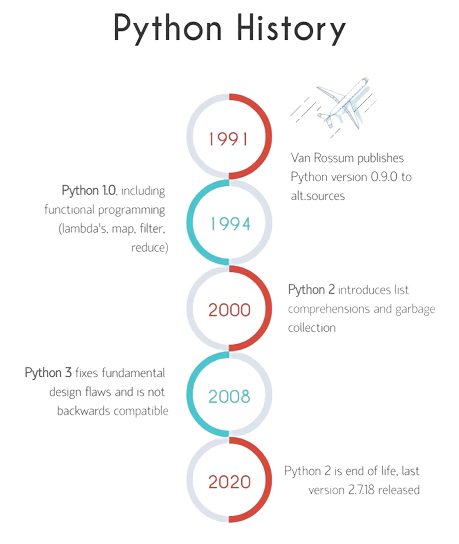 Python History
1991
Van Rossum publishes
Python version 0.9.0 to
alt.sources
Python 1.0, including
functional programming
(lambda's, map, filter,
reduce)
1994
2000
Python 2 introduces list
comprehensions and garbage
collection
Python 3 fixes fundamental
design flaws and is not
backwards compatible
2008
2020
Python 2 is end of life, last
version 2.7.18 released